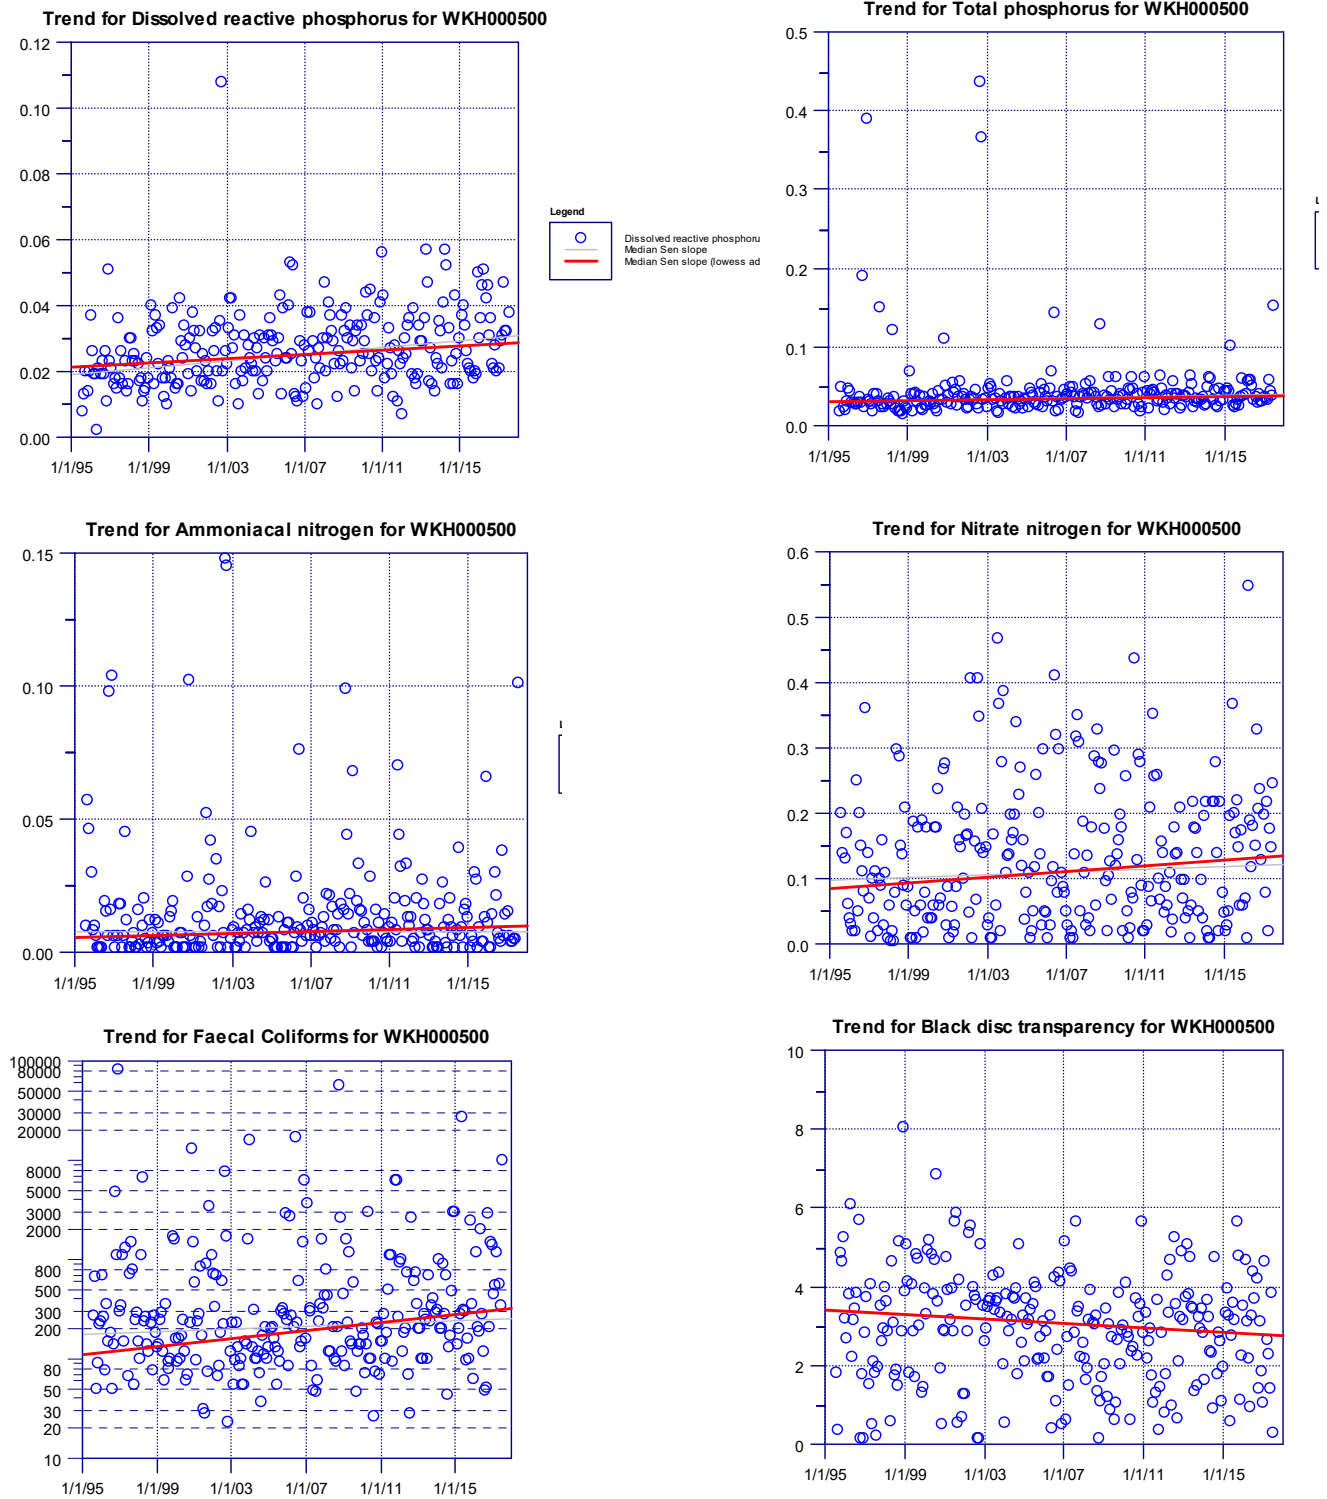 Trend for Dissolved reactive phosphorus for WKH000500
0.12
0.10
0.08
0.06
0.04
0.02
0.00
1/1/95 1/1/99 1/1/03 1/1/07 1/1/11 1/1/15
Legend
Dissolved reactive phosphoru
Median Sen slope
Median Sen slope (lowess ad
Trend for Total phosphorus for WKH000500
0.5
0.4
0.3
0.2
0.1
0.0
1/1/95 1/1/99 1/1/03 1/1/07 1/1/11 1/1/15
L
Trend for Ammoniacal nitrogen for WKH000500
0.15
0.10
0.05
0.00
1/1/95 1/1/99 1/1/03 1/1/07 1/1/11 1/1/15
L
Trend for Nitrate nitrogen for WKH000500
0.6
0.5
0.4
0.3
0.2
0.1
0.0
1/1/95 1/1/99 1/1/03 1/1/07 1/1/11 1/1/15
Trend for Faecal Coliforms for WKH000500
100000
80000
50000
30000
20000
8000
5000
3000
2000
800
500
300
200
80
50
30
20
10
1/1/95 1/1/99 1/1/03 1/1/07 1/1/11 1/1/15
Trend for Black disc transparency for WKH000500
10
8
6
4
2
0
1/1/95 1/1/99 1/1/03 1/1/07 1/1/11 1/1/15